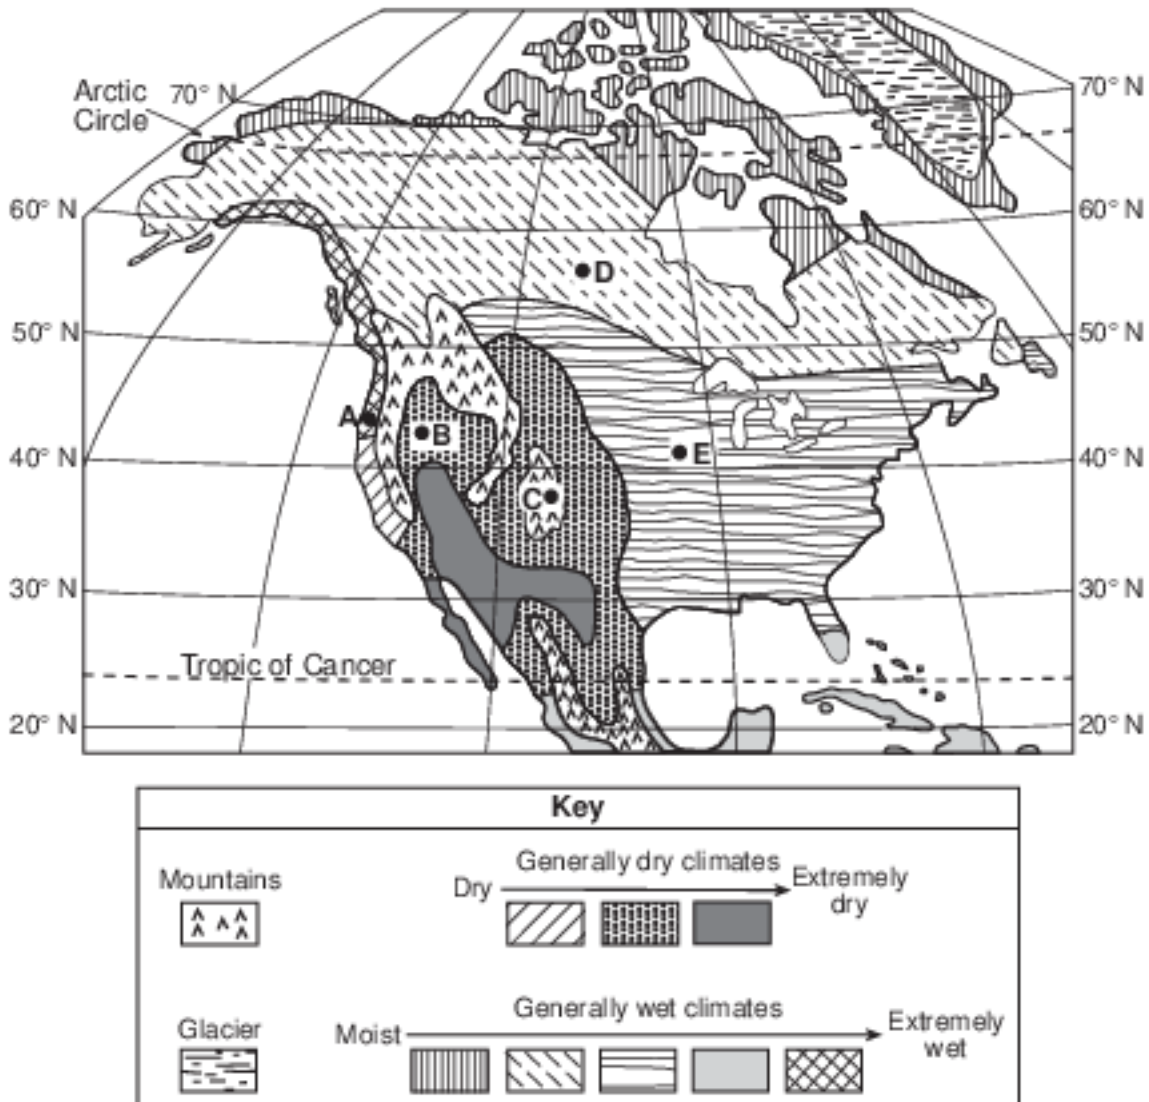 Arctic
Circle
70° N
70° N
60° N
60° N
D
50° N
50° N
A
B
40° N
E
40° N
C
30° N
30° N
Tropic of Cancer
20° N
20° N
Key
Generally dry climates
Mountains
Dry
Extremely
dry
Generally wet climates
Glacier
Moist
Extremely
wet